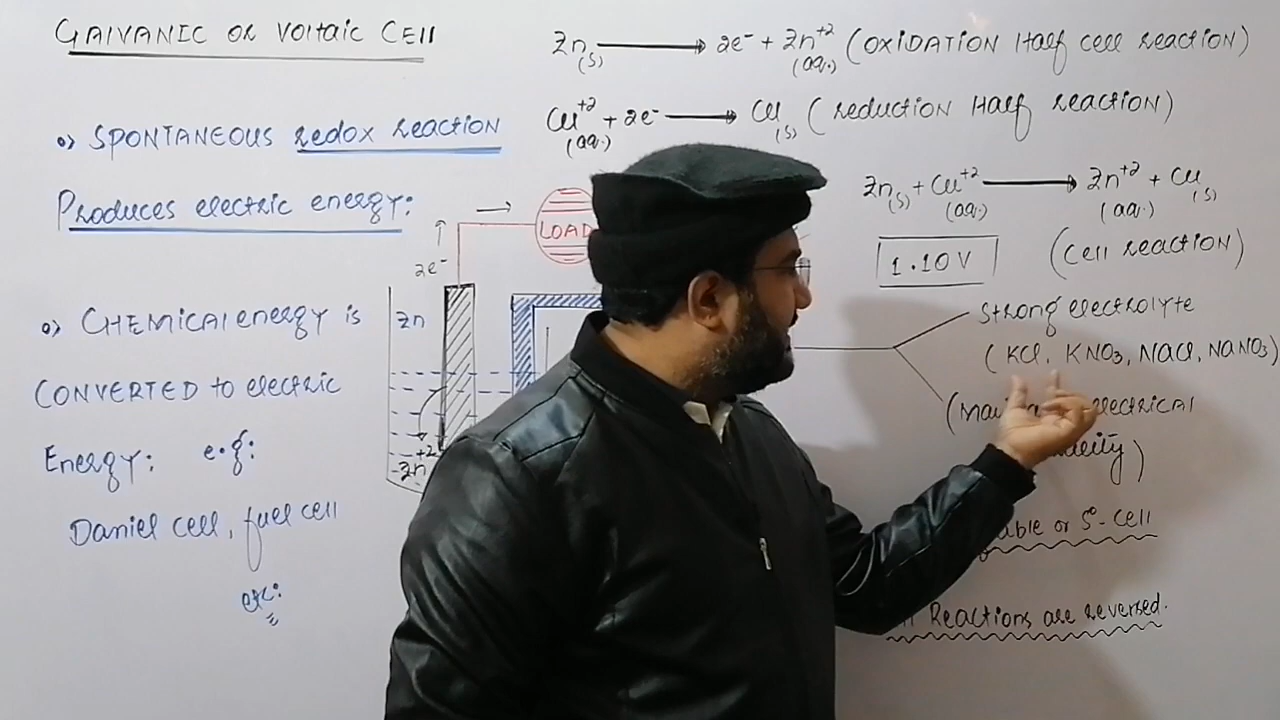 GALVANIC OR VOLTAIC CELL
o) SPONTANEOUS REDOX REACTION
PRODUCES ELECTRIC ENERGY:
o) CHEMICAL ENERGY IS
CONVERTED to ELECTRIC
ENERGY: e.g:
Daniel cell, fuel cell
etc:
Zn(s) → 2e⁻ + Zn⁺²(aq.) (OXIDATION Half cell REACTION)
Cu⁺²(aq.) + 2e⁻ → Cu(s) (REDUCTION Half REACTION)
Zn(s) + Cu⁺²(aq.) → Zn⁺²(aq.) + Cu(s)
1.10 V
(Cell REACTION)
LOAD
2e⁻
Zn
Zn⁺²
Strong electrolyte
(KCl, KNO₃, NaCl, NaNO₃)
ELECTRICAL
or 5°-Cell
Reactions are reversed.